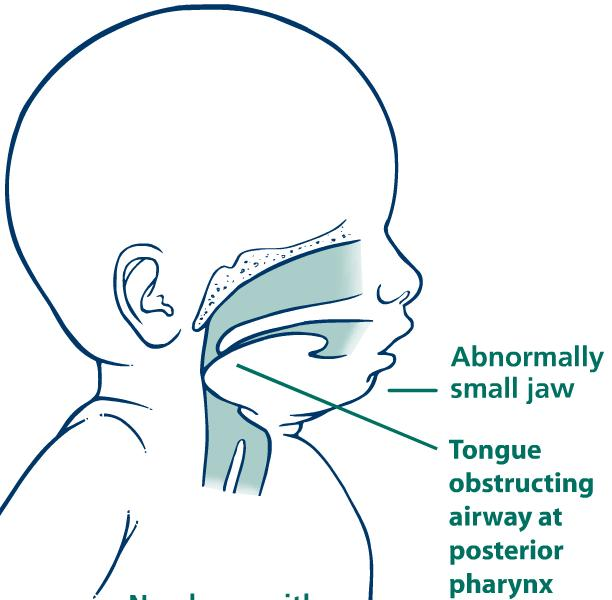 Abnormally
small jaw
Tongue
obstructing
airway at
posterior
pharynx